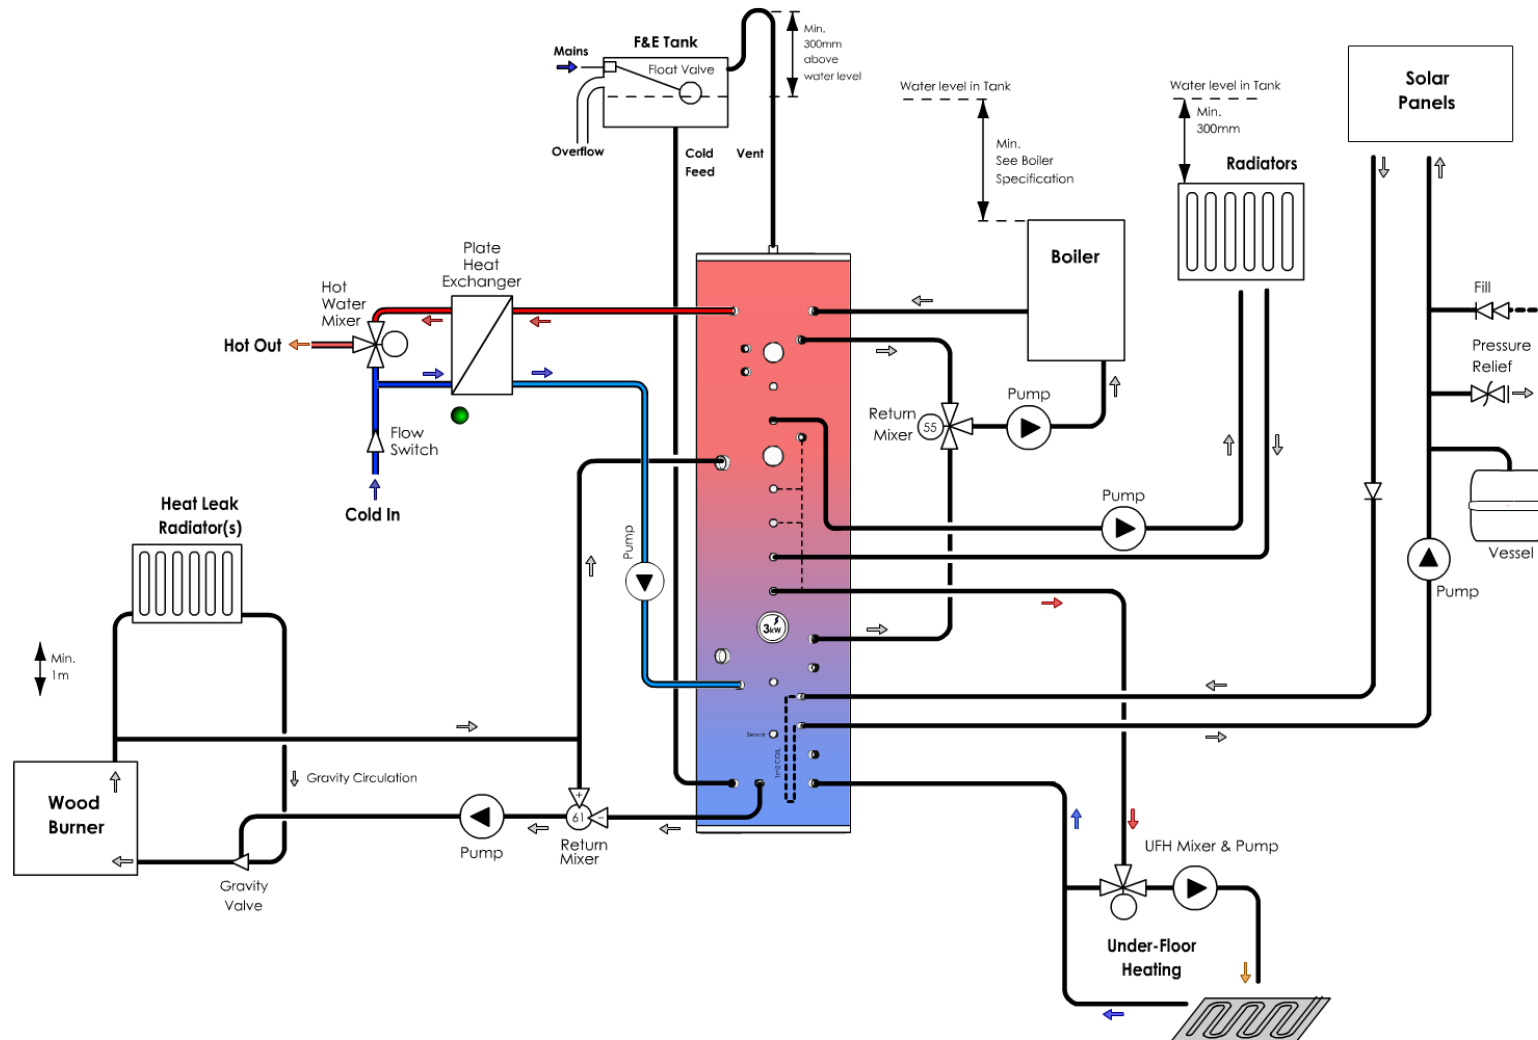 F&E Tank
Mains
Float Valve
Overflow
Cold
Feed
Vent
Min.
300mm
above
water level
Water level in Tank
Min.
See Boiler
Specification
Water level in Tank
Min.
300mm
Radiators
Solar
Panels
Boiler
Plate
Heat
Exchanger
Hot
Water
Mixer
Hot Out
Flow
Switch
Cold In
Fill
Pressure
Relief
Vessel
Pump
Return
Mixer
55
Pump
Pump
Pump
Heat Leak
Radiator(s)
Min.
1m
3kW
Sensor
1m2 COIL
Gravity Circulation
Wood
Burner
Pump
+
61
−
Return
Mixer
Gravity
Valve
UFH Mixer & Pump
Under-Floor
Heating